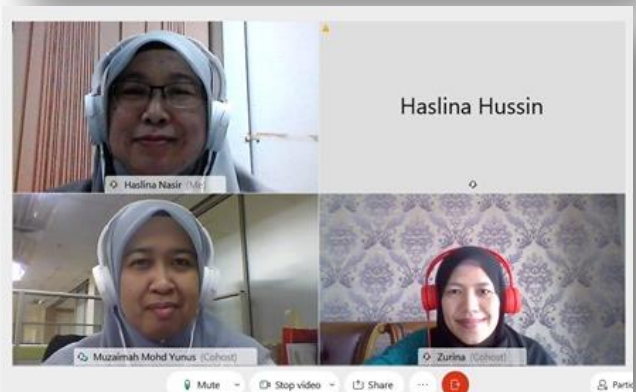 Haslina Nasir (Me)
Haslina Hussin
Muzaimah Mohd Yunus (Cohost)
Zurina (Cohost)
Mute
Stop video
Share